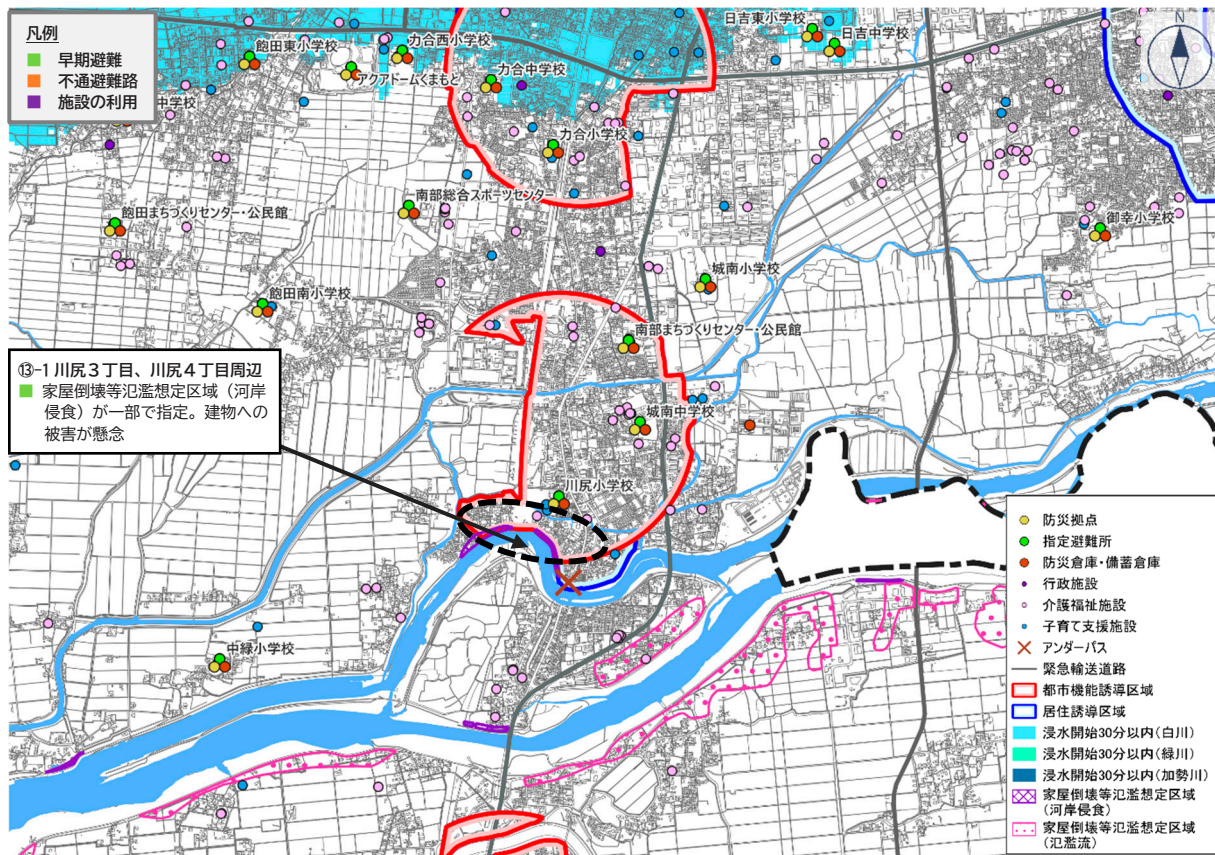 凡例
早期避難
不通避難路
施設の利用
N
飽田東小学校
力合西小学校
アクアドームくまもと
力合中学校
日吉東小学校
日吉中学校
中学校
力合小学校
南部総合スポーツセンター
飽田まちづくりセンター・公民館
御幸小学校
飽田南小学校
城南小学校
南部まちづくりセンター・公民館
⑬-1 川尻3丁目、川尻4丁目周辺
家屋倒壊等氾濫想定区域（河岸
侵食）が一部で指定。建物への
被害が懸念
城南中学校
川尻小学校
中緑小学校
防災拠点
指定避難所
防災倉庫・備蓄倉庫
行政施設
介護福祉施設
子育て支援施設
アンダーパス
緊急輸送道路
都市機能誘導区域
居住誘導区域
浸水開始30分以内(白川)
浸水開始30分以内(緑川)
浸水開始30分以内(加勢川)
家屋倒壊等氾濫想定区域
(河岸侵食)
家屋倒壊等氾濫想定区域
(氾濫流)